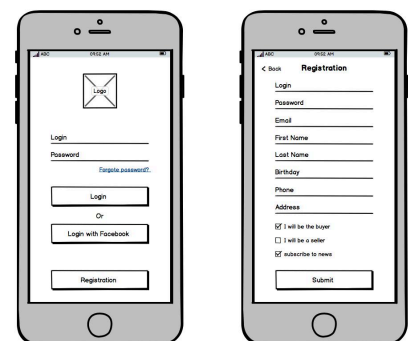 ABC 09:52 AM
Logo
Login
Password
Forgote password?
Login
Or
Login with Facebook
Registration
ABC 09:52 AM
< Back Registration
Login
Password
Email
First Name
Last Name
Birthday
Phone
Address
I will be the buyer
I will be a seller
subscribe to news
Submit